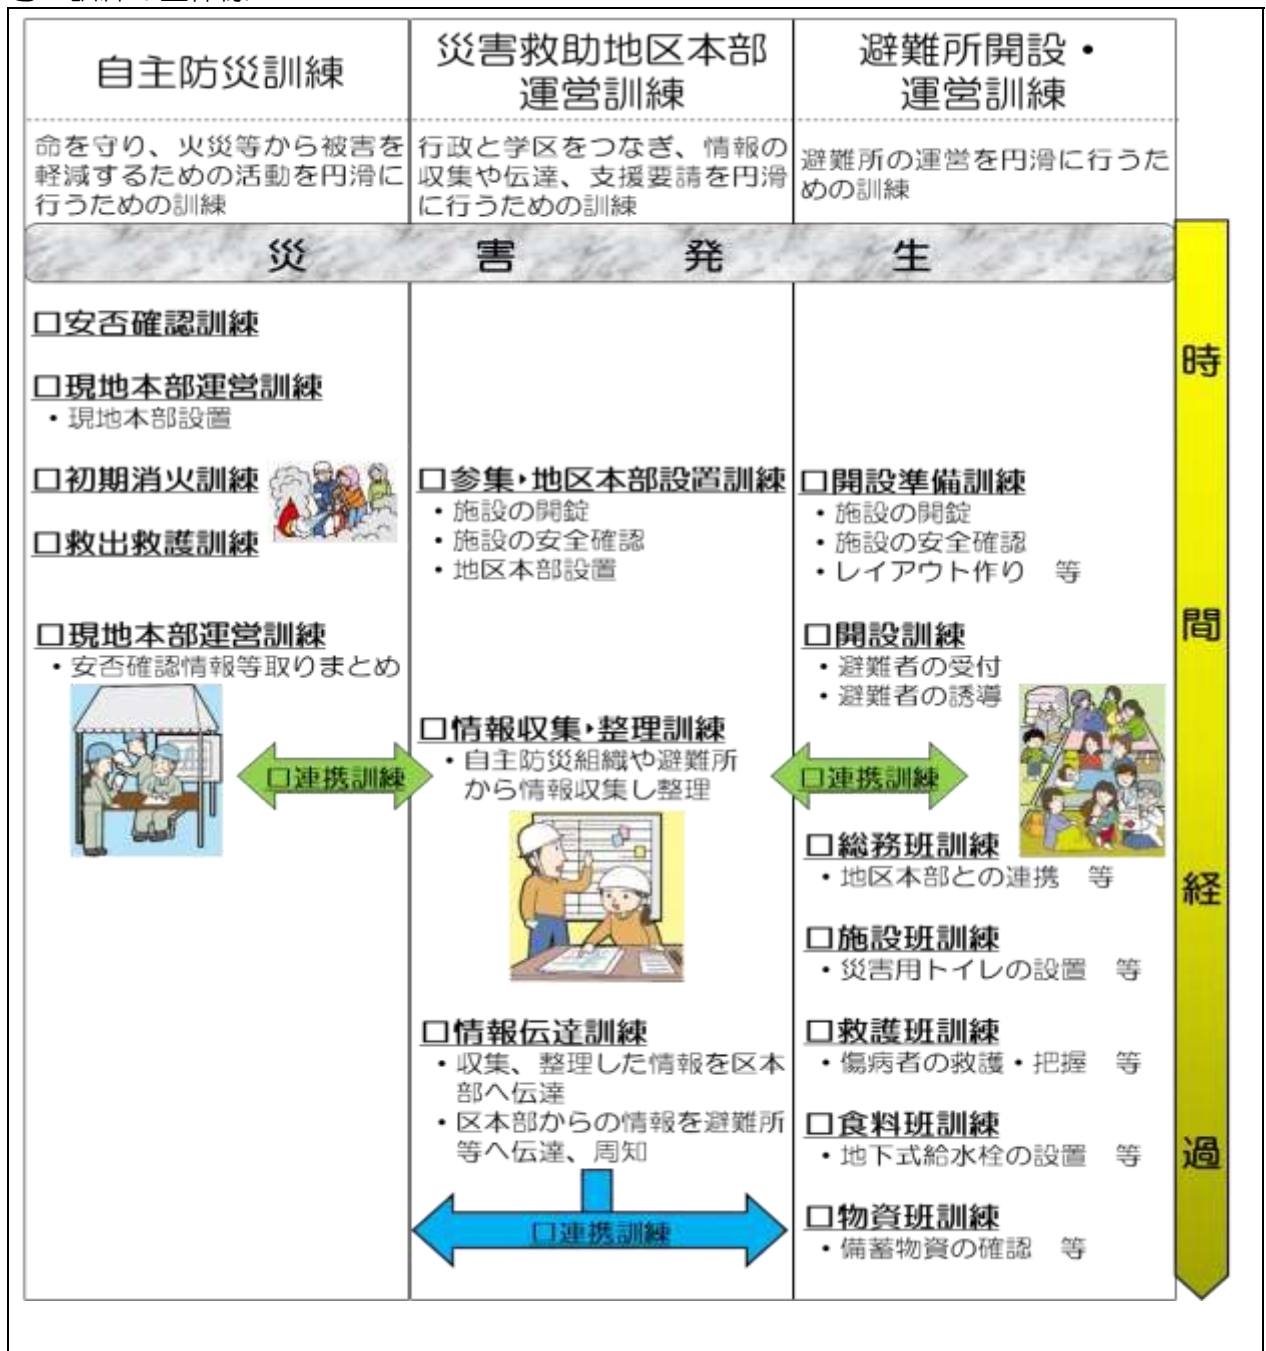 自主防災訓練
命を守り、火災等から被害を
軽減するための活動を円滑に
行うための訓練
災害救助地区本部
運営訓練
行政と学区をつなぎ、情報の
収集や伝達、支援要請を円滑
に行うための訓練
避難所開設・
運営訓練
避難所の運営を円滑に行うた
めの訓練
災害発生
時間経過
□安否確認訓練
□現地本部運営訓練
・現地本部設置
□初期消火訓練
□救出救護訓練
□現地本部運営訓練
・安否確認情報等取りまとめ
□連携訓練
□参集・地区本部設置訓練
・施設の開錠
・施設の安全確認
・地区本部設置
□情報収集・整理訓練
・自主防災組織や避難所
から情報収集し整理
□情報伝達訓練
・収集、整理した情報を区本
部へ伝達
・区本部からの情報を避難所
等へ伝達、周知
□連携訓練
□開設準備訓練
・施設の開錠
・施設の安全確認
・レイアウト作り 等
□開設訓練
・避難者の受付
・避難者の誘導
□連携訓練
□総務班訓練
・地区本部との連携 等
□施設班訓練
・災害用トイレの設置 等
□救護班訓練
・傷病者の救護・把握 等
□食料班訓練
・地下式給水栓の設置 等
□物資班訓練
・備蓄物資の確認 等